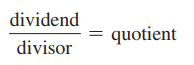 dividend
divisor
= quotient